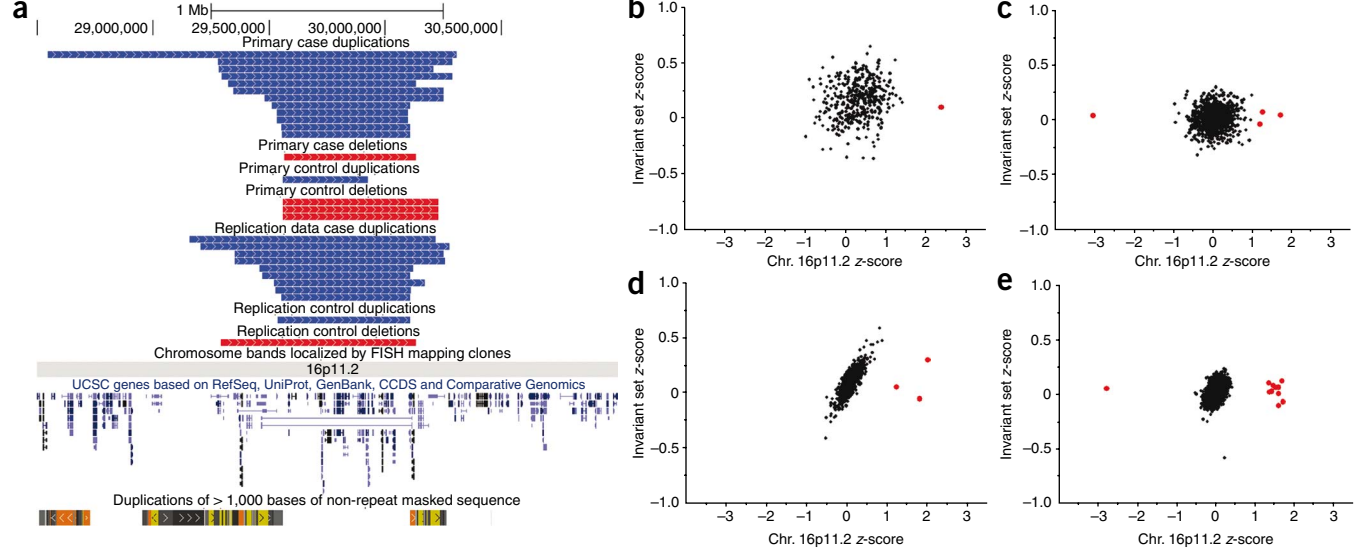 a
1 Mb
29,000,000 29,500,000 30,000,000 30,500,000
Primary case duplications
Primary case deletions
Primary control duplications
Primary control deletions
Replication data case duplications
Replication control duplications
Replication control deletions
Chromosome bands localized by FISH mapping clones
16p11.2
UCSC genes based on RefSeq, UniProt, GenBank, CCDS and Comparative Genomics
Duplications of > 1,000 bases of non-repeat masked sequence
b
1.0
0.5
0
–0.5
–1.0
Invariant set z-score
–3 –2 –1 0 1 2 3
Chr. 16p11.2 z-score
c
1.0
0.5
0
–0.5
–1.0
Invariant set z-score
–3 –2 –1 0 1 2 3
Chr. 16p11.2 z-score
d
1.0
0.5
0
–0.5
–1.0
Invariant set z-score
–3 –2 –1 0 1 2 3
Chr. 16p11.2 z-score
e
1.0
0.5
0
–0.5
–1.0
Invariant set z-score
–3 –2 –1 0 1 2 3
Chr. 16p11.2 z-score